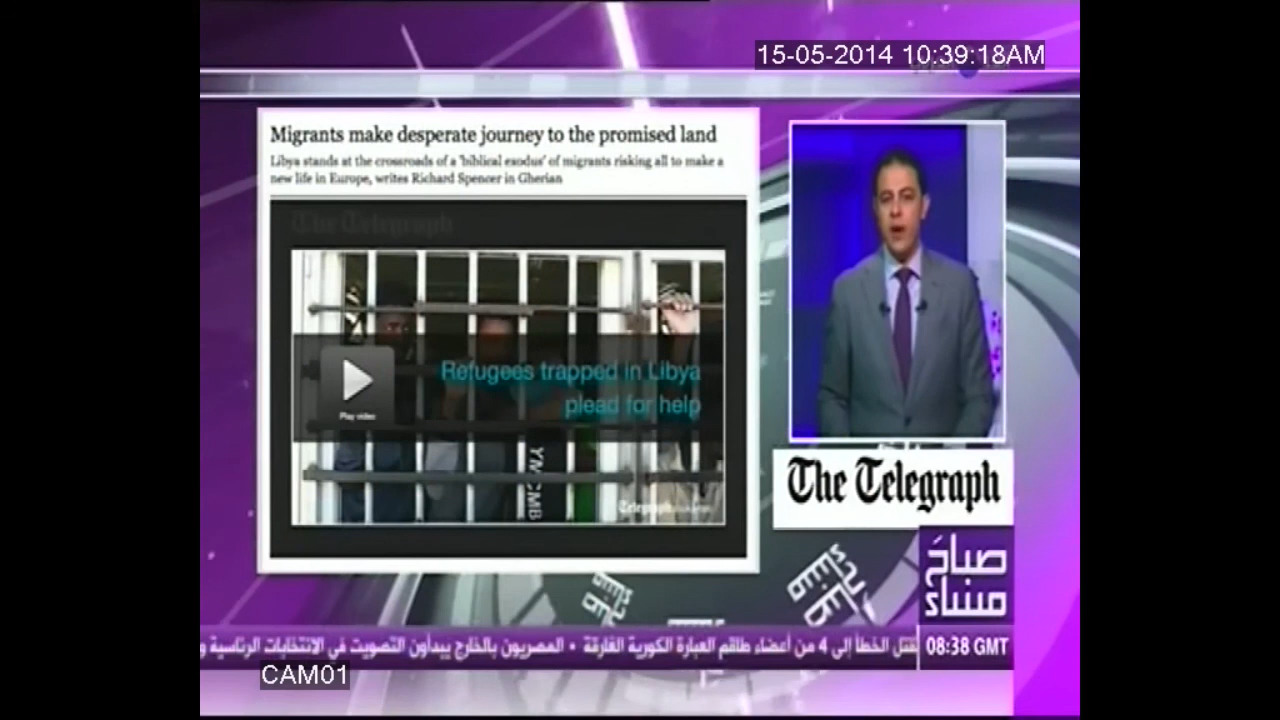 15-05-2014 10:39:18AM
Migrants make desperate journey to the promised land
Libya stands at the crossroads of a 'biblical exodus' of migrants risking all to make a
new life in Europe, writes Richard Spencer in Gherian
The Telegraph
Refugees trapped in Libya
plead for help
Play video
YMCMB
Telegraph
The Telegraph
صباح
مساء
08:38 GMT
قتل الخطأ إلى 4 من أعضاء طاقم العبارة الكورية الغارقة • المصريون بالخارج يبدأون التصويت في الانتخابات الرئاسية و
CAM01